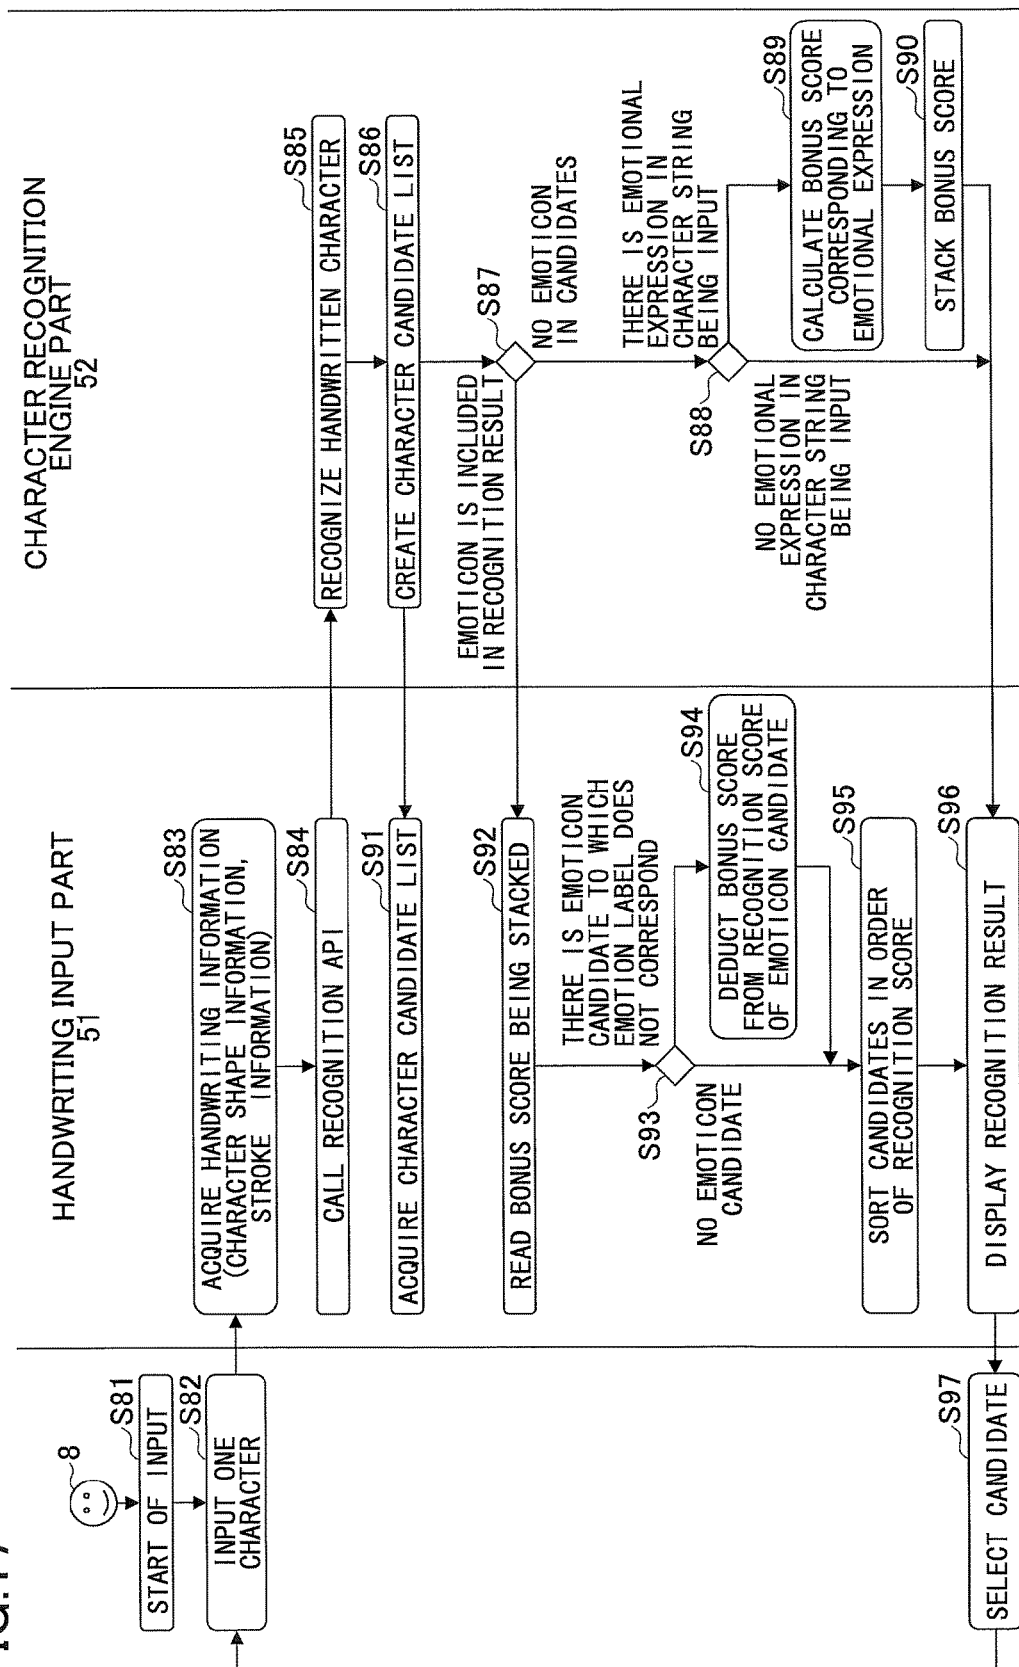 8
S81
START OF INPUT
S82
INPUT ONE
CHARACTER
S97
SELECT CANDIDATE
HANDWRITING INPUT PART
51
S83
ACQUIRE HANDWRITING INFORMATION
(CHARACTER SHAPE INFORMATION,
STROKE INFORMATION)
S84
CALL RECOGNITION API
S91
ACQUIRE CHARACTER CANDIDATE LIST
S92
READ BONUS SCORE BEING STACKED
THERE IS EMOTICON
CANDIDATE TO WHICH
EMOTION LABEL DOES
NOT CORRESPOND
S93
NO EMOTICON
CANDIDATE
S94
DEDUCT BONUS SCORE
FROM RECOGNITION SCORE
OF EMOTICON CANDIDATE
S95
SORT CANDIDATES IN ORDER
OF RECOGNITION SCORE
S96
DISPLAY RECOGNITION RESULT
CHARACTER RECOGNITION
ENGINE PART
52
S85
RECOGNIZE HANDWRITTEN CHARACTER
S86
CREATE CHARACTER CANDIDATE LIST
S87
EMOTICON IS INCLUDED
IN RECOGNITION RESULT
NO EMOTICON
IN CANDIDATES
THERE IS EMOTIONAL
EXPRESSION IN
CHARACTER STRING
BEING INPUT
S88
NO EMOTIONAL
EXPRESSION IN
CHARACTER STRING
BEING INPUT
S89
CALCULATE BONUS SCORE
CORRESPONDING TO
EMOTIONAL EXPRESSION
S90
STACK BONUS SCORE